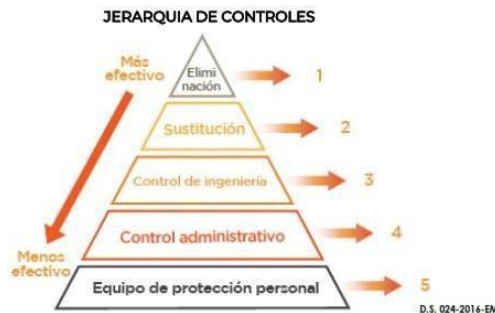 JERARQUIA DE CONTROLES
Más
efectivo
Elimi
nación
1
Sustitución
2
Control de ingeniería
3
Control administrativo
4
Menos
efectivo
Equipo de protección personal
5
D.S. 024-2016-EM